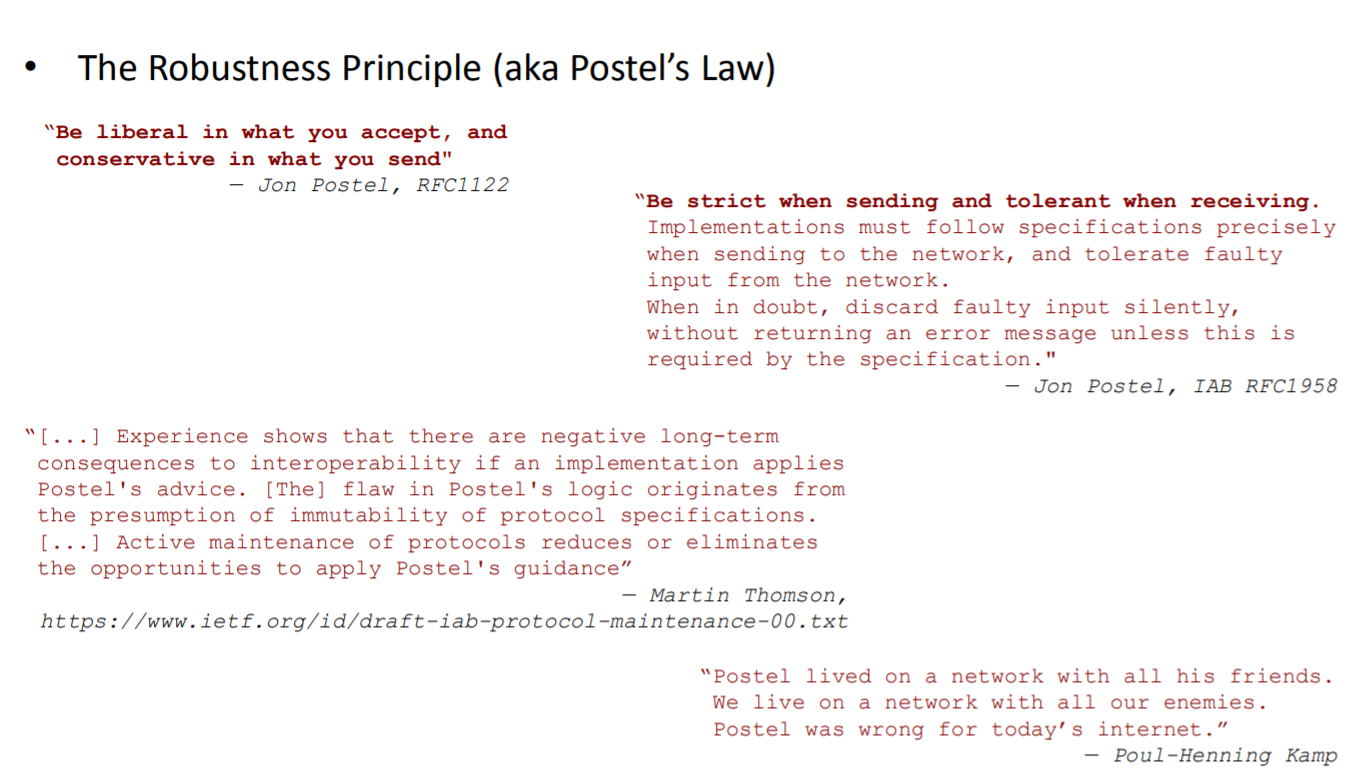 • The Robustness Principle (aka Postel’s Law)
“Be liberal in what you accept, and
conservative in what you send"
— Jon Postel, RFC1122
“Be strict when sending and tolerant when receiving.
Implementations must follow specifications precisely
when sending to the network, and tolerate faulty
input from the network.
When in doubt, discard faulty input silently,
without returning an error message unless this is
required by the specification."
— Jon Postel, IAB RFC1958
“[...] Experience shows that there are negative long-term
consequences to interoperability if an implementation applies
Postel's advice. [The] flaw in Postel's logic originates from
the presumption of immutability of protocol specifications.
[...] Active maintenance of protocols reduces or eliminates
the opportunities to apply Postel's guidance”
— Martin Thomson,
https://www.ietf.org/id/draft-iab-protocol-maintenance-00.txt
“Postel lived on a network with all his friends.
We live on a network with all our enemies.
Postel was wrong for today’s internet.”
— Poul-Henning Kamp